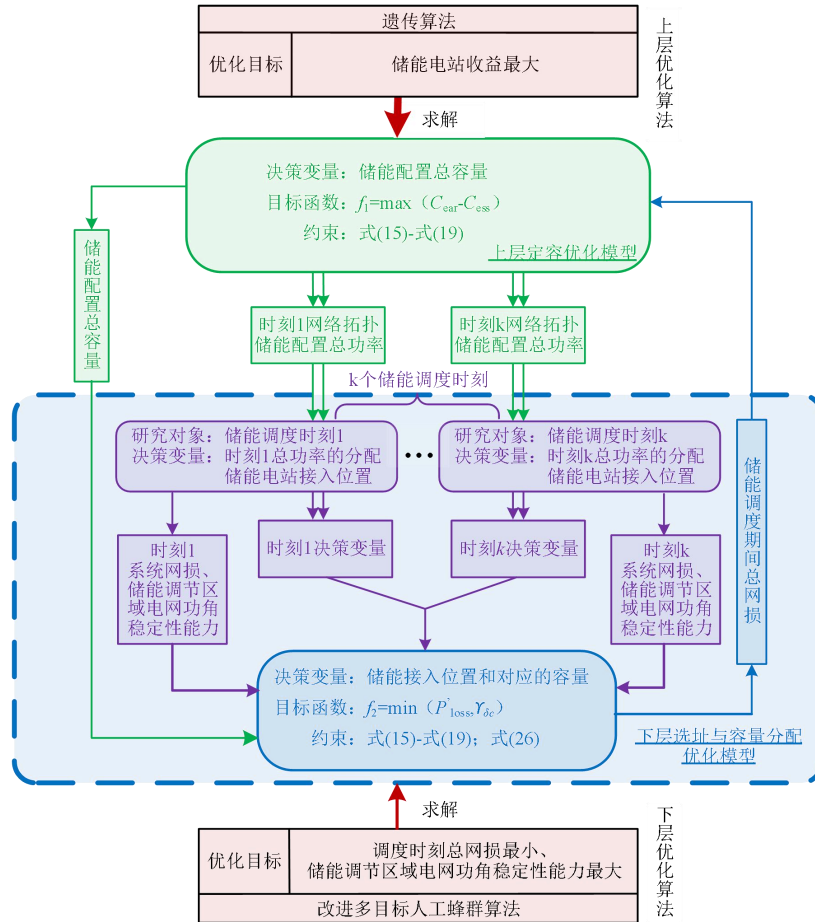 遗传算法
优化目标
储能电站收益最大
上层优化算法
求解
决策变量：储能配置总容量
目标函数：f₁=max（Cear-Cess）
约束：式(15)-式(19)
上层定容优化模型
储能配置总容量
时刻1网络拓扑
储能配置总功率
时刻k网络拓扑
储能配置总功率
k个储能调度时刻
研究对象：储能调度时刻1
决策变量：时刻1总功率的分配
储能电站接入位置
···
研究对象：储能调度时刻k
决策变量：时刻k总功率的分配
储能电站接入位置
时刻1
系统网损、
储能调节区
域电网功角
稳定性能力
时刻1决策变量
时刻k决策变量
时刻k
系统网损、
储能调节区
域电网功角
稳定性能力
储能调度期间总网损
决策变量：储能接入位置和对应的容量
目标函数：f₂=min（P'loss,Υδc）
约束：式(15)-式(19)；式(26)
下层选址与容量分配
优化模型
求解
下层优化算法
优化目标
调度时刻总网损最小、
储能调节区域电网功角稳定性能力最大
改进多目标人工蜂群算法